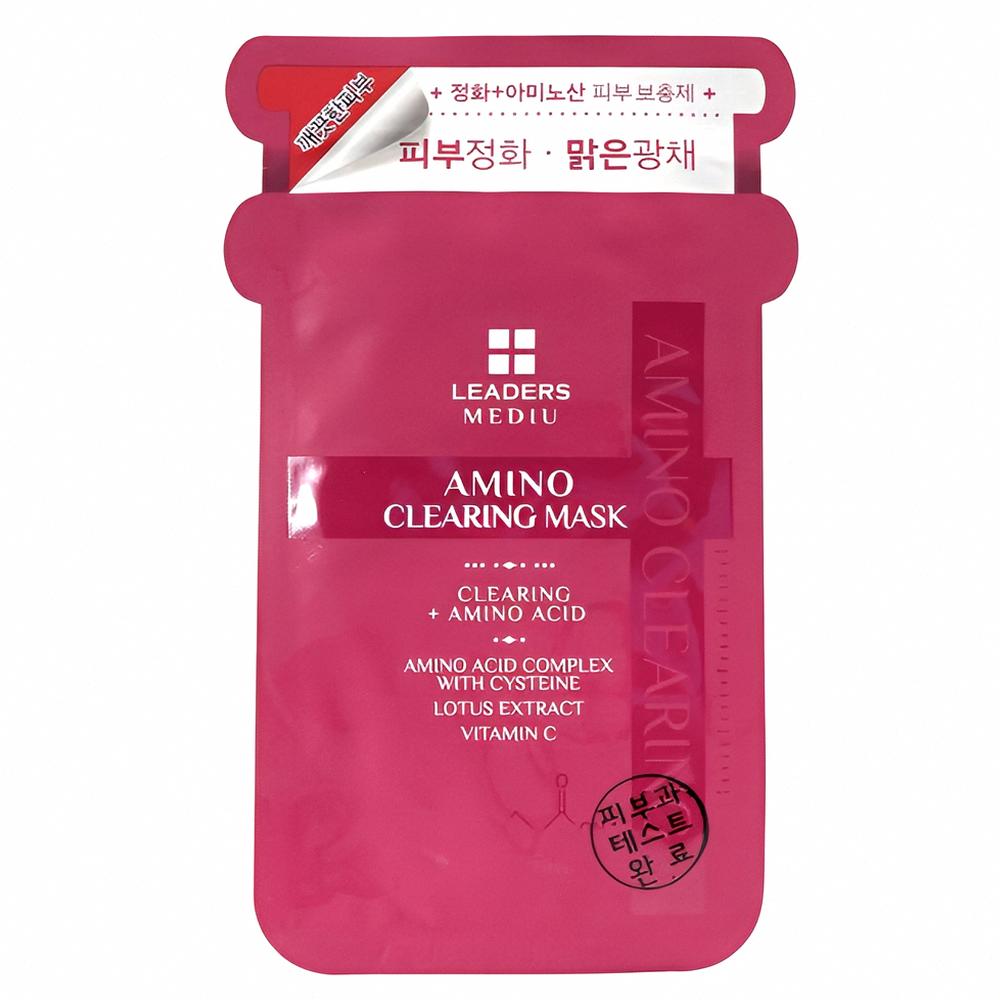 깨끗한피부
+ 정화+아미노산 피부 보충제 +
피부정화 · 맑은광채
LEADERS
MEDIU
AMINO
CLEARING MASK
CLEARING
+ AMINO ACID
AMINO ACID COMPLEX
WITH CYSTEINE
LOTUS EXTRACT
VITAMIN C
AMINO CLEARING
피부과
테스트
완료